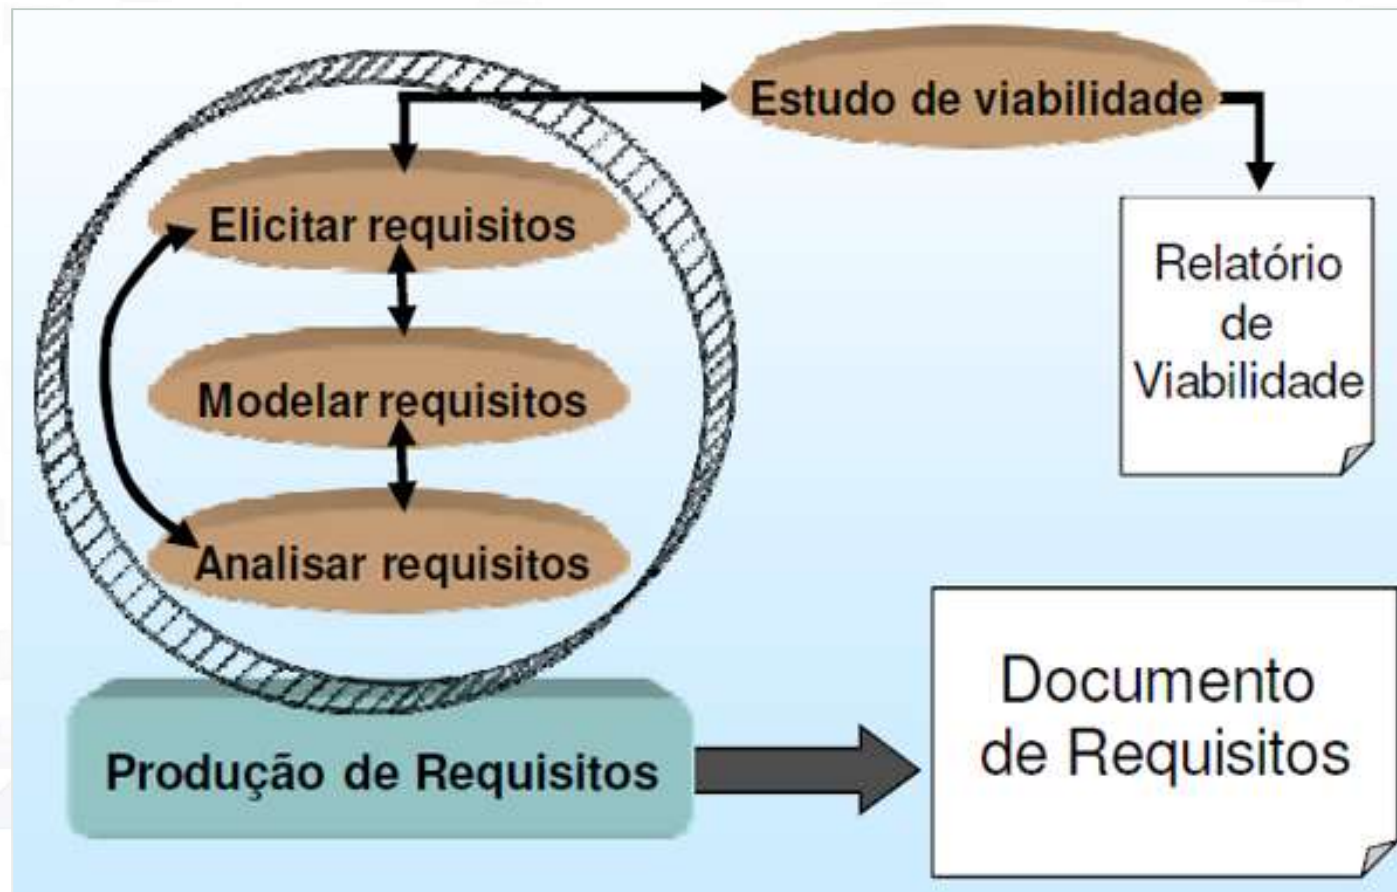 Estudo de viabilidade
Elicitar requisitos
Modelar requisitos
Analisar requisitos
Relatório
de
Viabilidade
Produção de Requisitos
Documento
de Requisitos